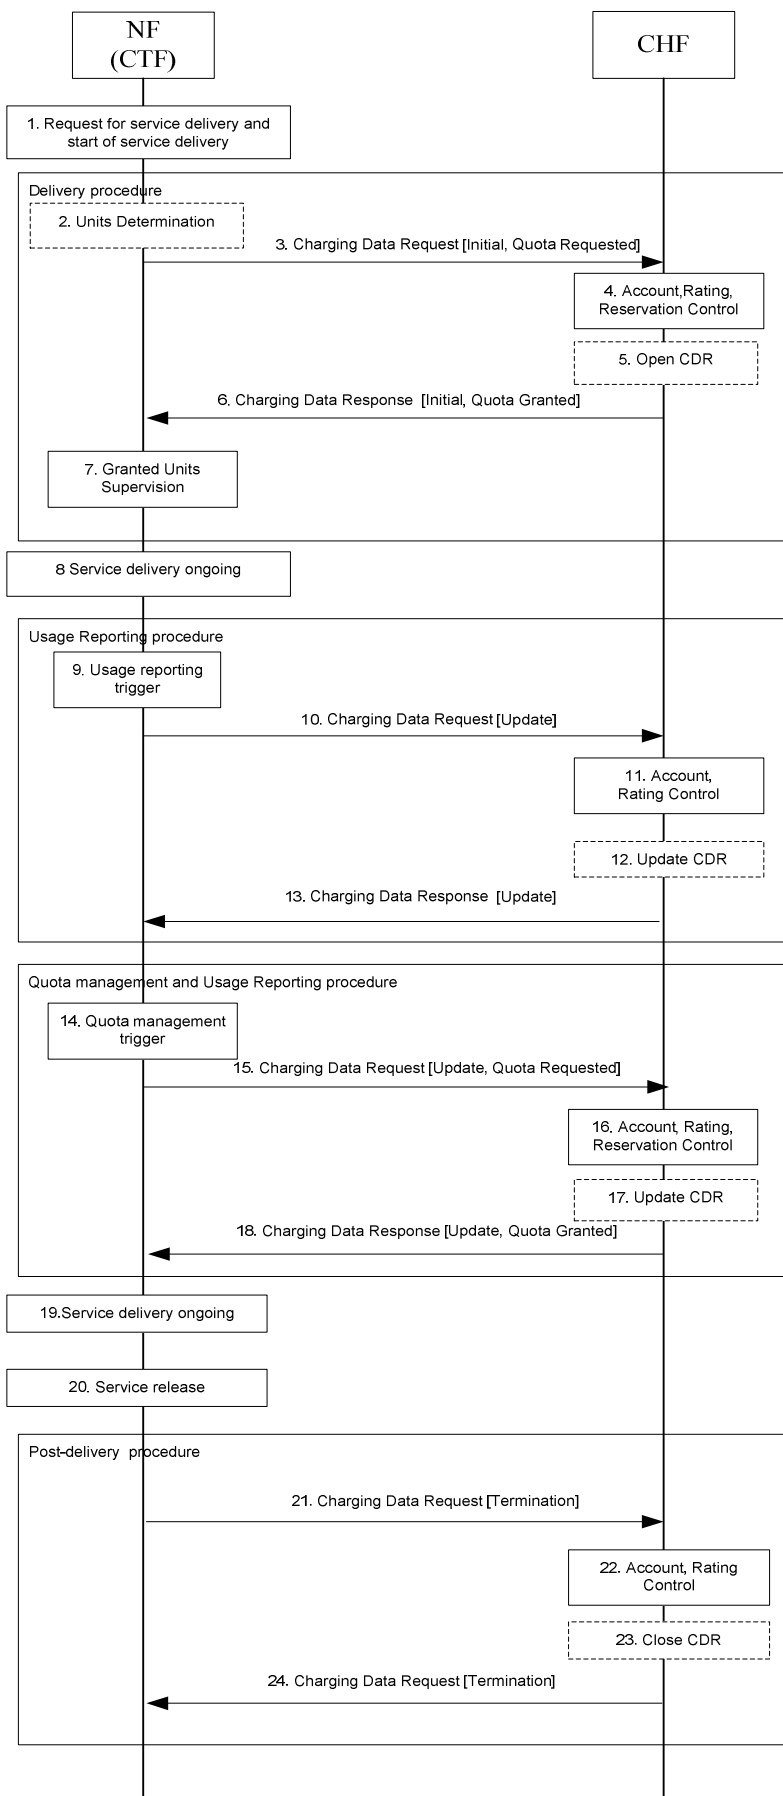 NF
(CTF)
CHF
1. Request for service delivery and
start of service delivery
Delivery procedure
2. Units Determination
3. Charging Data Request [Initial, Quota Requested]
4. Account,Rating,
Reservation Control
5. Open CDR
6. Charging Data Response [Initial, Quota Granted]
7. Granted Units
Supervision
8 Service delivery ongoing
Usage Reporting procedure
9. Usage reporting
trigger
10. Charging Data Request [Update]
11. Account,
Rating Control
12. Update CDR
13. Charging Data Response [Update]
Quota management and Usage Reporting procedure
14. Quota management
trigger
15. Charging Data Request [Update, Quota Requested]
16. Account, Rating,
Reservation Control
17. Update CDR
18. Charging Data Response [Update, Quota Granted]
19.Service delivery ongoing
20. Service release
Post-delivery procedure
21. Charging Data Request [Termination]
22. Account, Rating
Control
23. Close CDR
24. Charging Data Request [Termination]